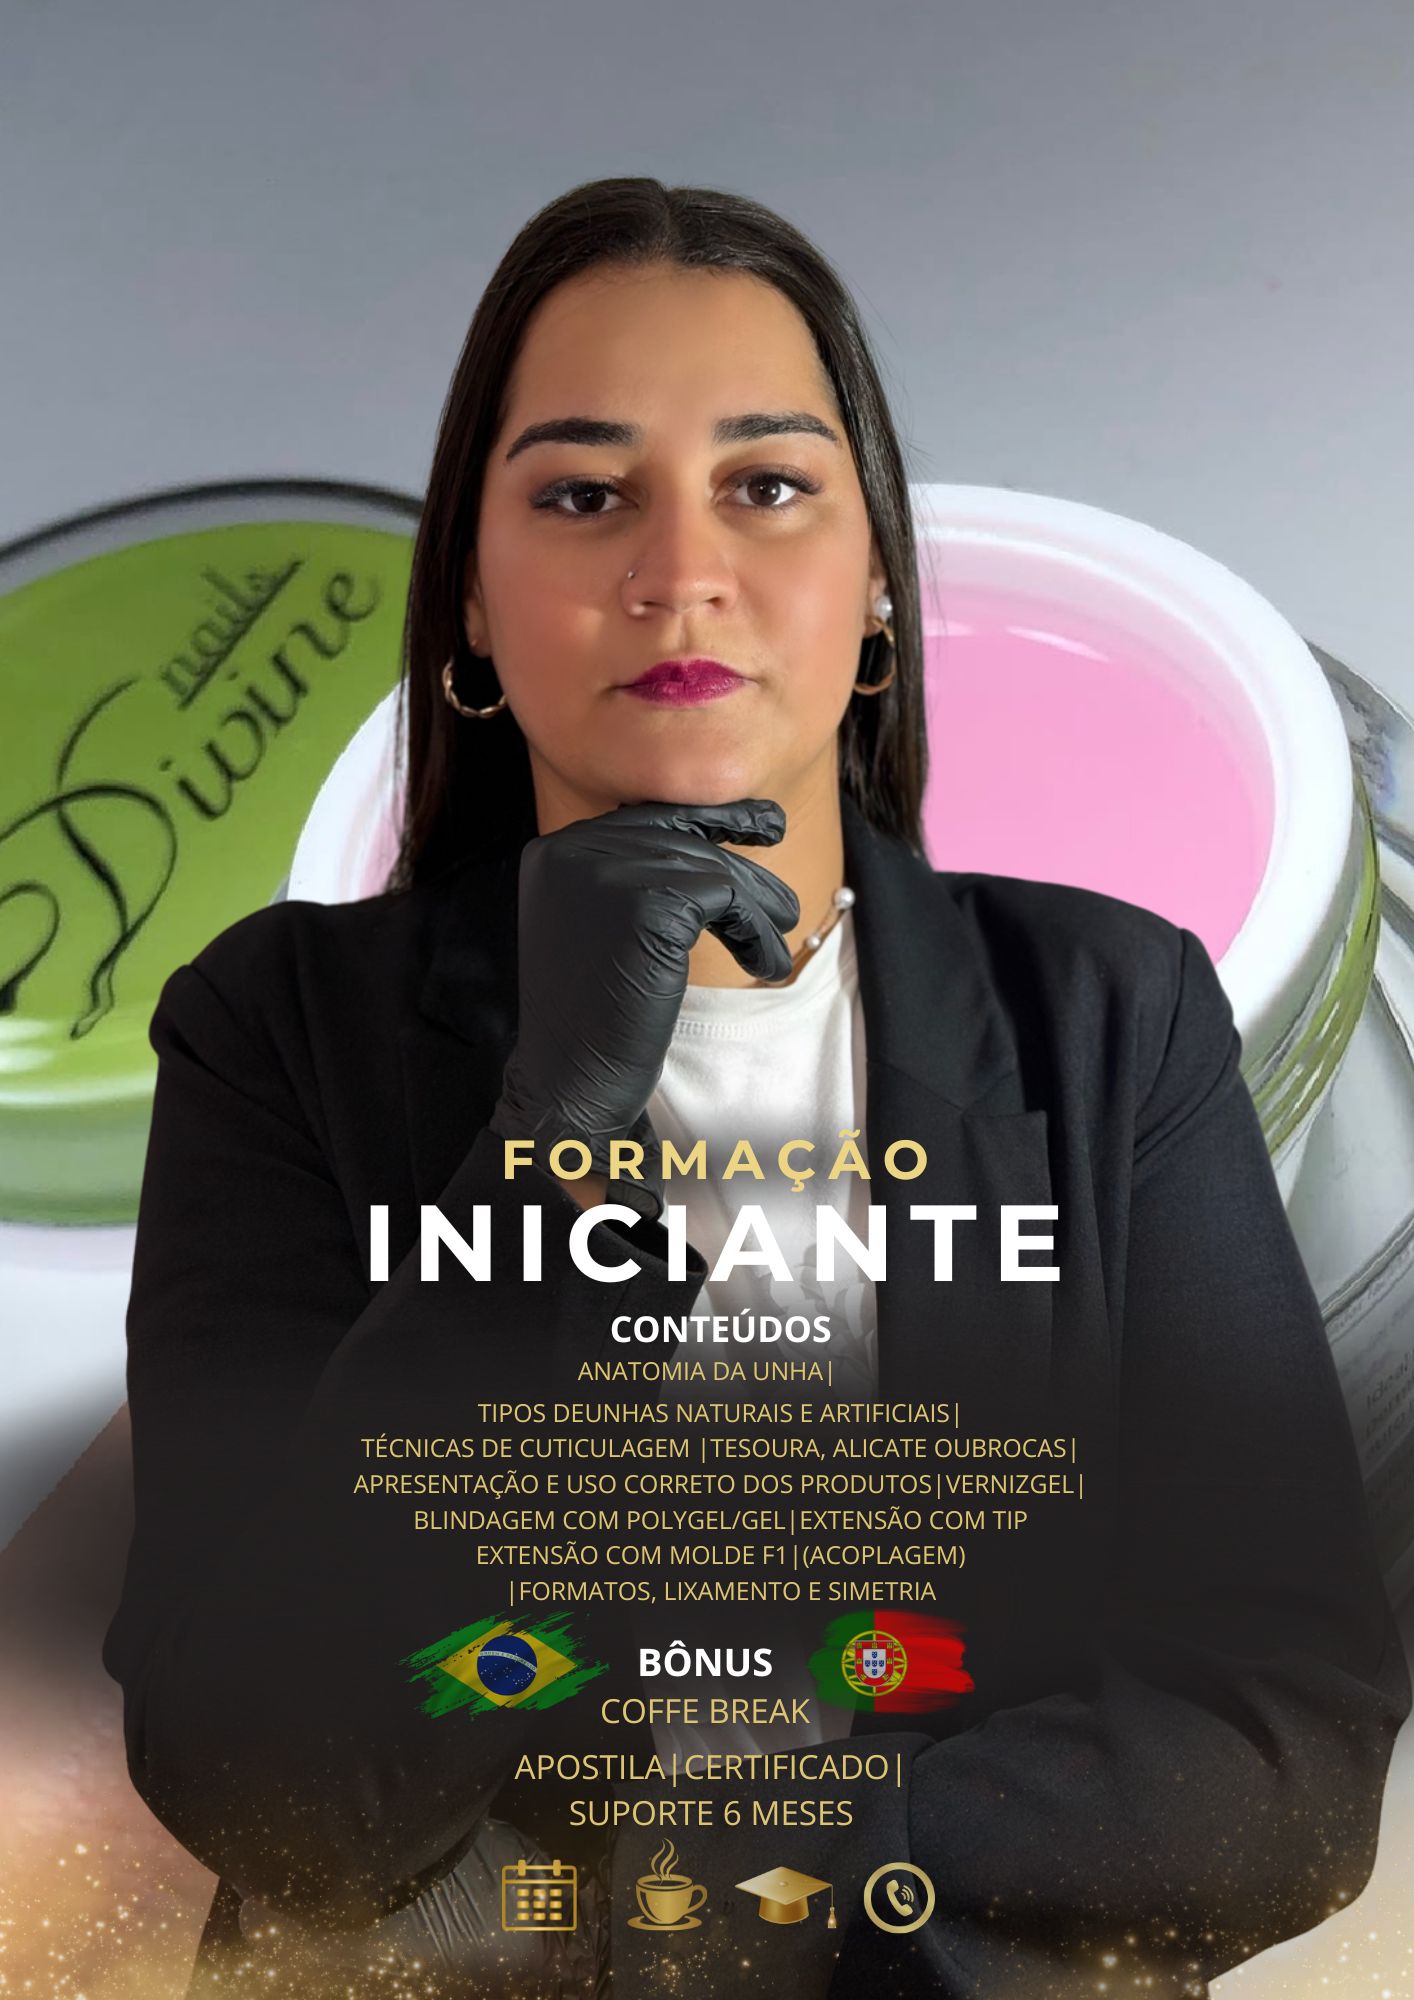 nails
Divine
FORMAÇÃO
INICIANTE
CONTEÚDOS
ANATOMIA DA UNHA|
TIPOS DEUNHAS NATURAIS E ARTIFICIAIS|
TÉCNICAS DE CUTICULAGEM |TESOURA, ALICATE OUBROCAS|
APRESENTAÇÃO E USO CORRETO DOS PRODUTOS|VERNIZGEL|
BLINDAGEM COM POLYGEL/GEL|EXTENSÃO COM TIP
EXTENSÃO COM MOLDE F1|(ACOPLAGEM)
|FORMATOS, LIXAMENTO E SIMETRIA
BÔNUS
COFFE BREAK
APOSTILA|CERTIFICADO|
SUPORTE 6 MESES